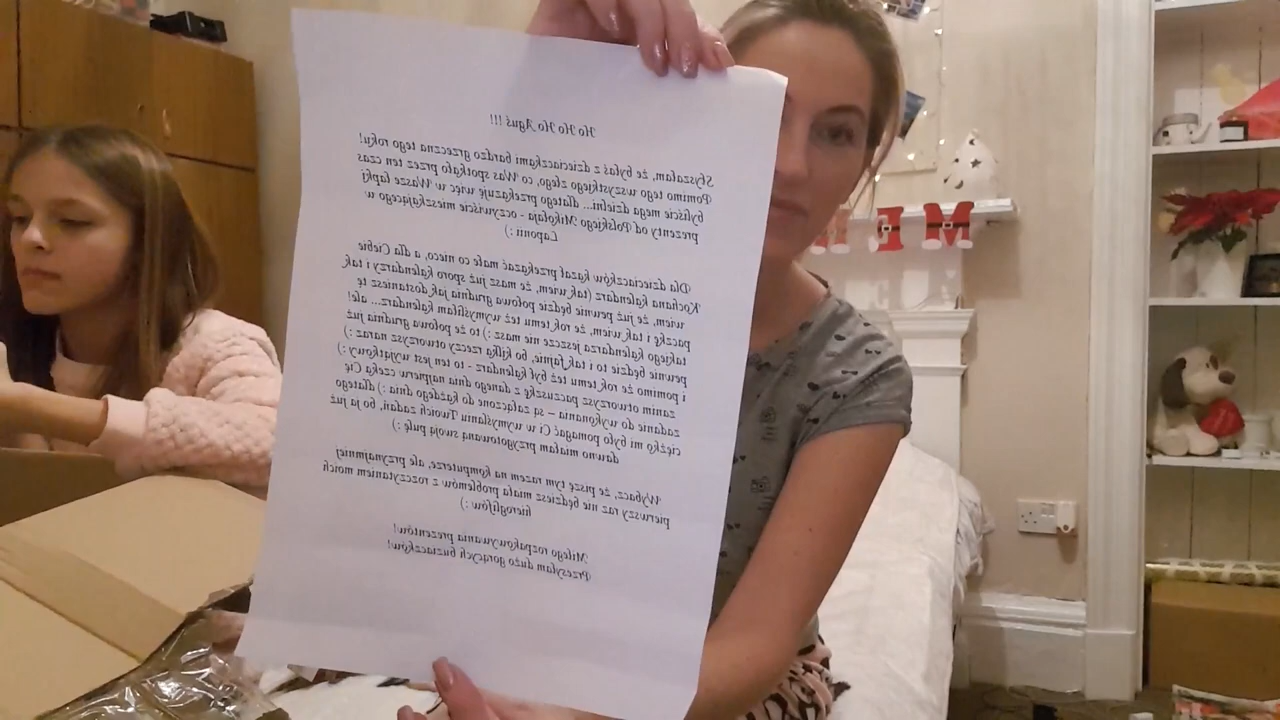 Ho Ho Ho Aguś !!!
Słyszałam, że byłaś z dzieciaczkami bardzo grzeczna tego roku!
Pomimo tego wszystkiego złego, co Was spotkało przez ten czas
byliście mega dzielni... dlatego przekazuję więc w Wasze łapki
prezenty od Polskiego Mikołaja - oczywiście mieszkającego w
Laponii :)
Dla dzieciaczków kazał przekazać małe co nieco, a dla Ciebie
Kochana kalendarz (tak wiem, że masz już sporo kalendarzy i tak
wiem, że już pewnie będzie połowa grudnia jak dostaniesz tę
paczkę i tak wiem, że rok temu też wymyśliłam kalendarz... ale!
takiego kalendarza jeszcze nie masz ;) to że połowa grudnia już
pewnie będzie to i tak fajnie, bo kilka rzeczy otworzysz naraz :)
i pomimo że rok temu też był kalendarz - to ten jest wyjątkowy :)
zanim otworzysz paczuszkę z danego dnia najpierw czeka Cię
zadanie do wykonania – są załączone do każdego dnia :) dlatego
ciężko mi było pomagać ci w wymyślaniu Twoich zadań, bo ja już
dawno miałam przygotowaną swoją pulę :)
Wybacz, że piszę tym razem na komputerze, ale przynajmniej
pierwszy raz nie będziesz miała problemów z rozczytaniem moich
hieroglifów :)
Miłego rozpakowywania prezentów!
Przesyłam dużo gorących buziaczków!
MEM